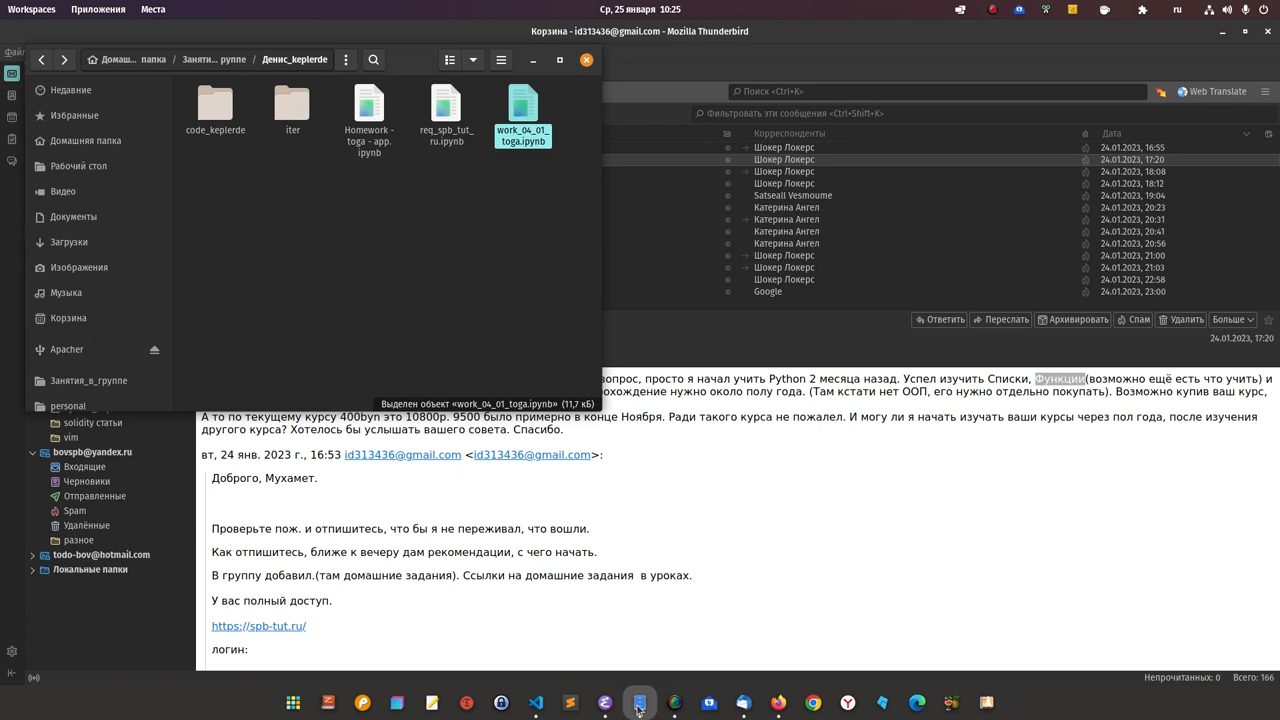 Workspaces
Приложения
Места
Ср, 25 января 10:25
ru
Корзина - id313436@gmail.com - Mozilla Thunderbird
Домаш... папка / Заняти... руппе / Денис_keplerde
Недавние
Избранные
Домашняя папка
Рабочий стол
Видео
Документы
Загрузки
Изображения
Музыка
Корзина
Apacher
Занятия_в_группе
personal
code_keplerde
iter
Homework - toga - app. ipynb
req_spb_tut_ru.ipynb
work_04_01_toga.ipynb
Выделен объект «work_04_01_toga.ipynb» (11,7 кБ)
Поиск <Ctrl+K>
Web Translate
Фильтровать эти сообщения <Ctrl+Shift+K>
Корреспонденты
Дата
Шокер Локерс 24.01.2023, 16:55
Шокер Локерс 24.01.2023, 17:20
Шокер Локерс 24.01.2023, 18:08
Шокер Локерс 24.01.2023, 18:12
Satseall Vesmoume 24.01.2023, 19:04
Катерина Ангел 24.01.2023, 20:23
Катерина Ангел 24.01.2023, 20:31
Катерина Ангел 24.01.2023, 20:41
Катерина Ангел 24.01.2023, 20:56
Шокер Локерс 24.01.2023, 21:00
Шокер Локерс 24.01.2023, 21:03
Шокер Локерс 24.01.2023, 22:58
Google 24.01.2023, 23:00
Ответить
Переслать
Архивировать
Спам
Удалить
Больше
24.01.2023, 17:20
вопрос, просто я начал учить Python 2 месяца назад. Успел изучить Списки, Функции(возможно ещё есть что учить) и
охождение нужно около полу года. (Там кстати нет ООП, его нужно отдельно покупать). Возможно купив ваш курс,
А то по текущему курсу 400byn это 10800р. 9500 было примерно в конце Ноября. Ради такого курса не пожалел. И могу ли я начать изучать ваши курсы через пол года, после изучения
другого курса? Хотелось бы услышать вашего совета. Спасибо.
вт, 24 янв. 2023 г., 16:53 id313436@gmail.com <id313436@gmail.com>:
Доброго, Мухамет.
Проверьте пож. и отпишитесь, что бы я не переживал, что вошли.
Как отпишитесь, ближе к вечеру дам рекомендации, с чего начать.
В группу добавил.(там домашние задания). Ссылки на домашние задания в уроках.
У вас полный доступ.
https://spb-tut.ru/
логин:
solidity статьи
vim
bovspb@yandex.ru
Входящие
Черновики
Отправленные
Spam
Удалённые
разное
todo-bov@hotmail.com
Локальные папки
Непрочитанных: 0
Всего: 166